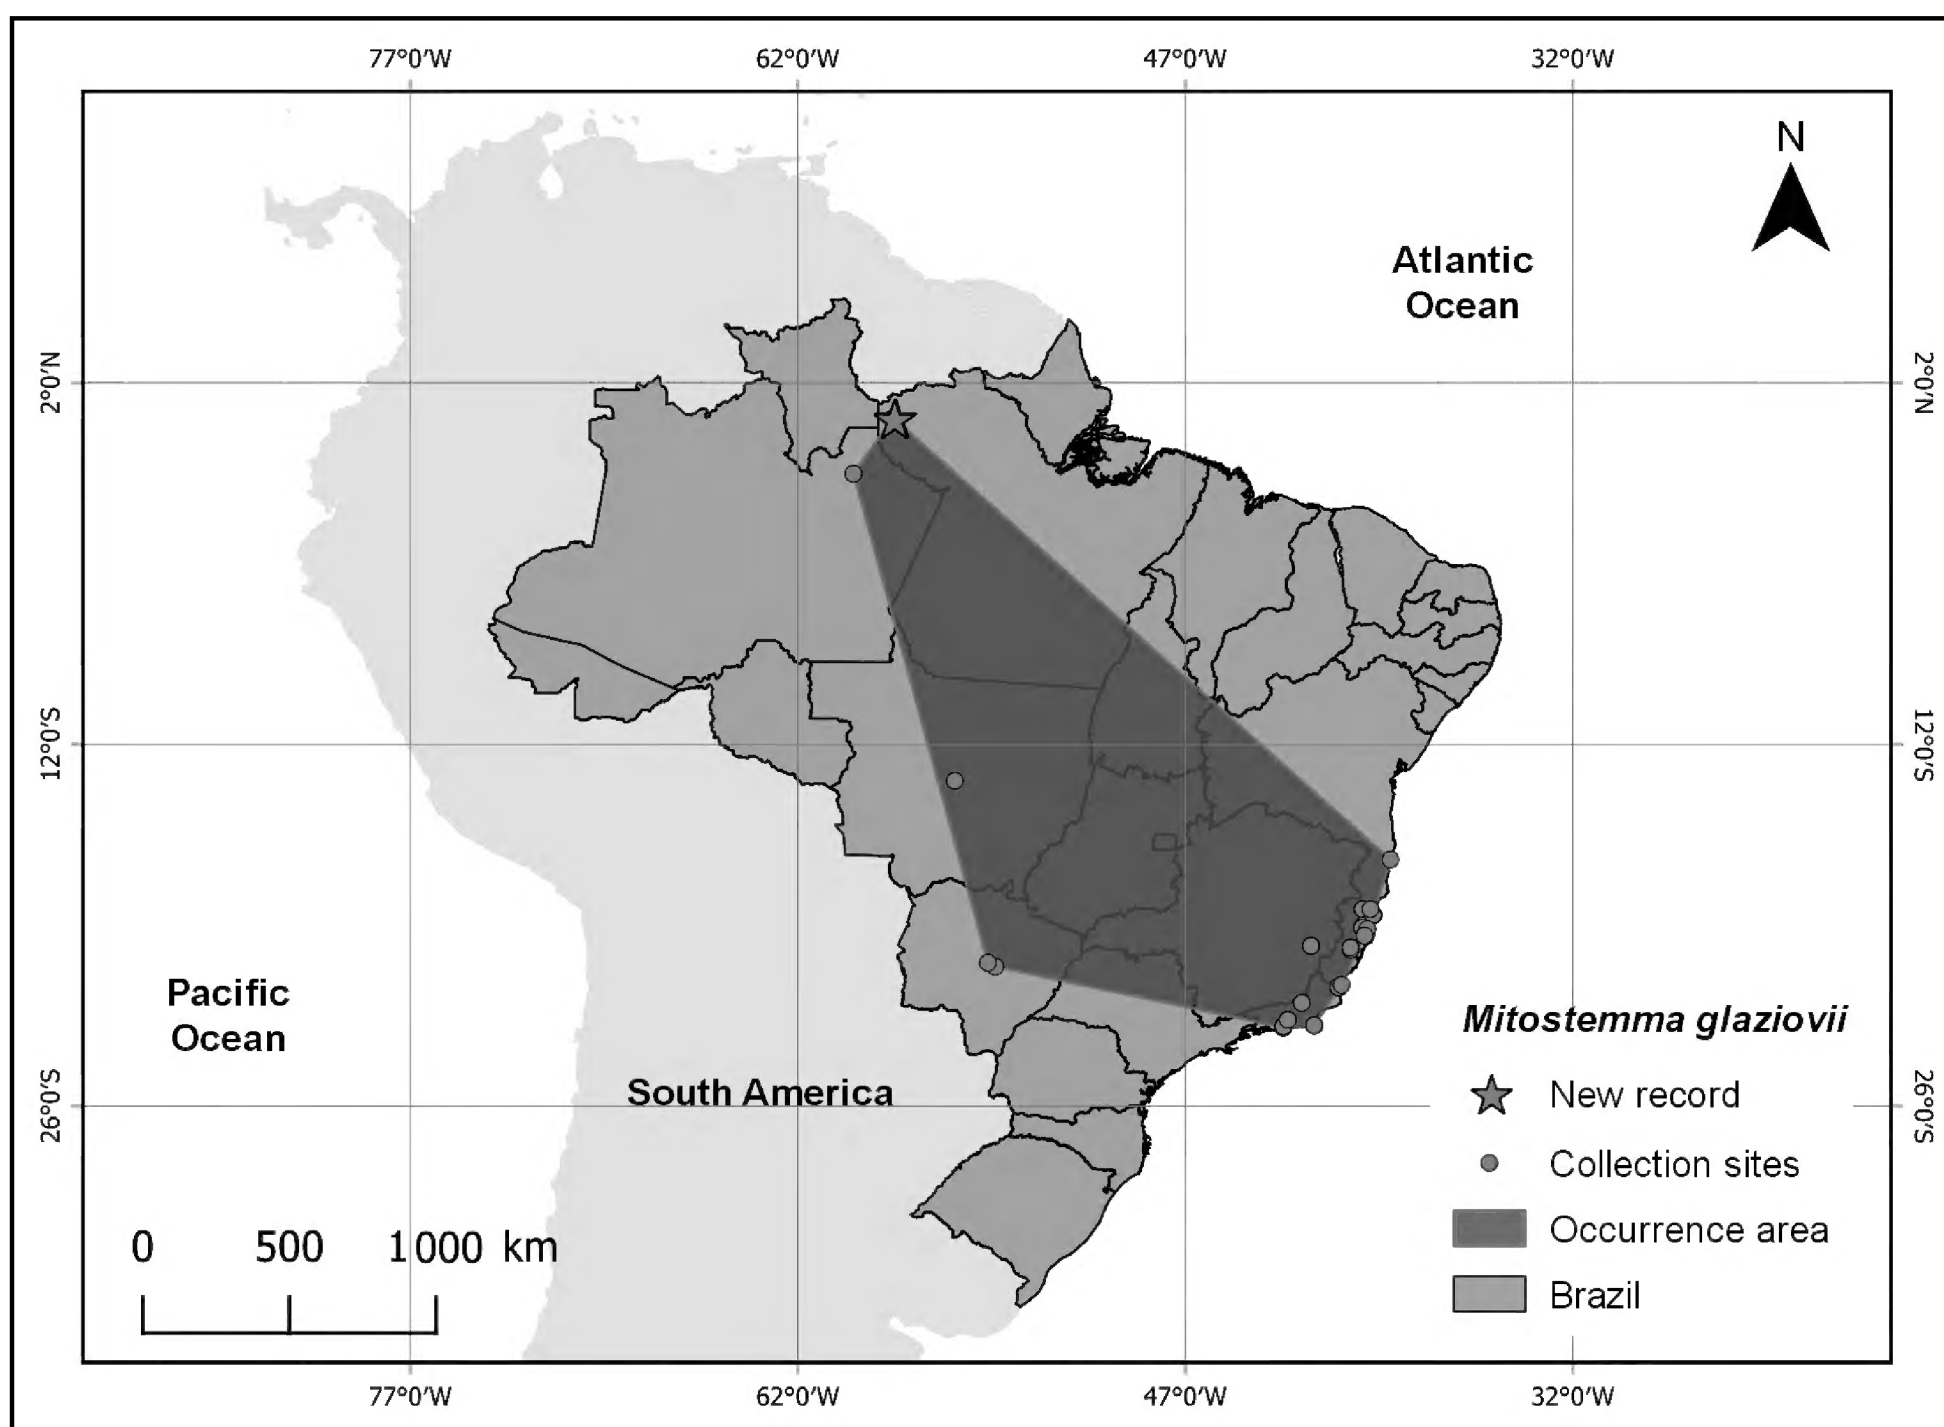 77°0'W 62°0'W 47°0'W 32°0'W
N
Atlantic
Ocean
2°0'N 2°0'N
12°0'S 12°0'S
Pacific
Ocean
Mitostemma glaziovii
South America
26°0'S 26°0'S
New record
Collection sites
Occurrence area
Brazil
0 500 1000 km
77°0'W 62°0'W 47°0'W 32°0'W